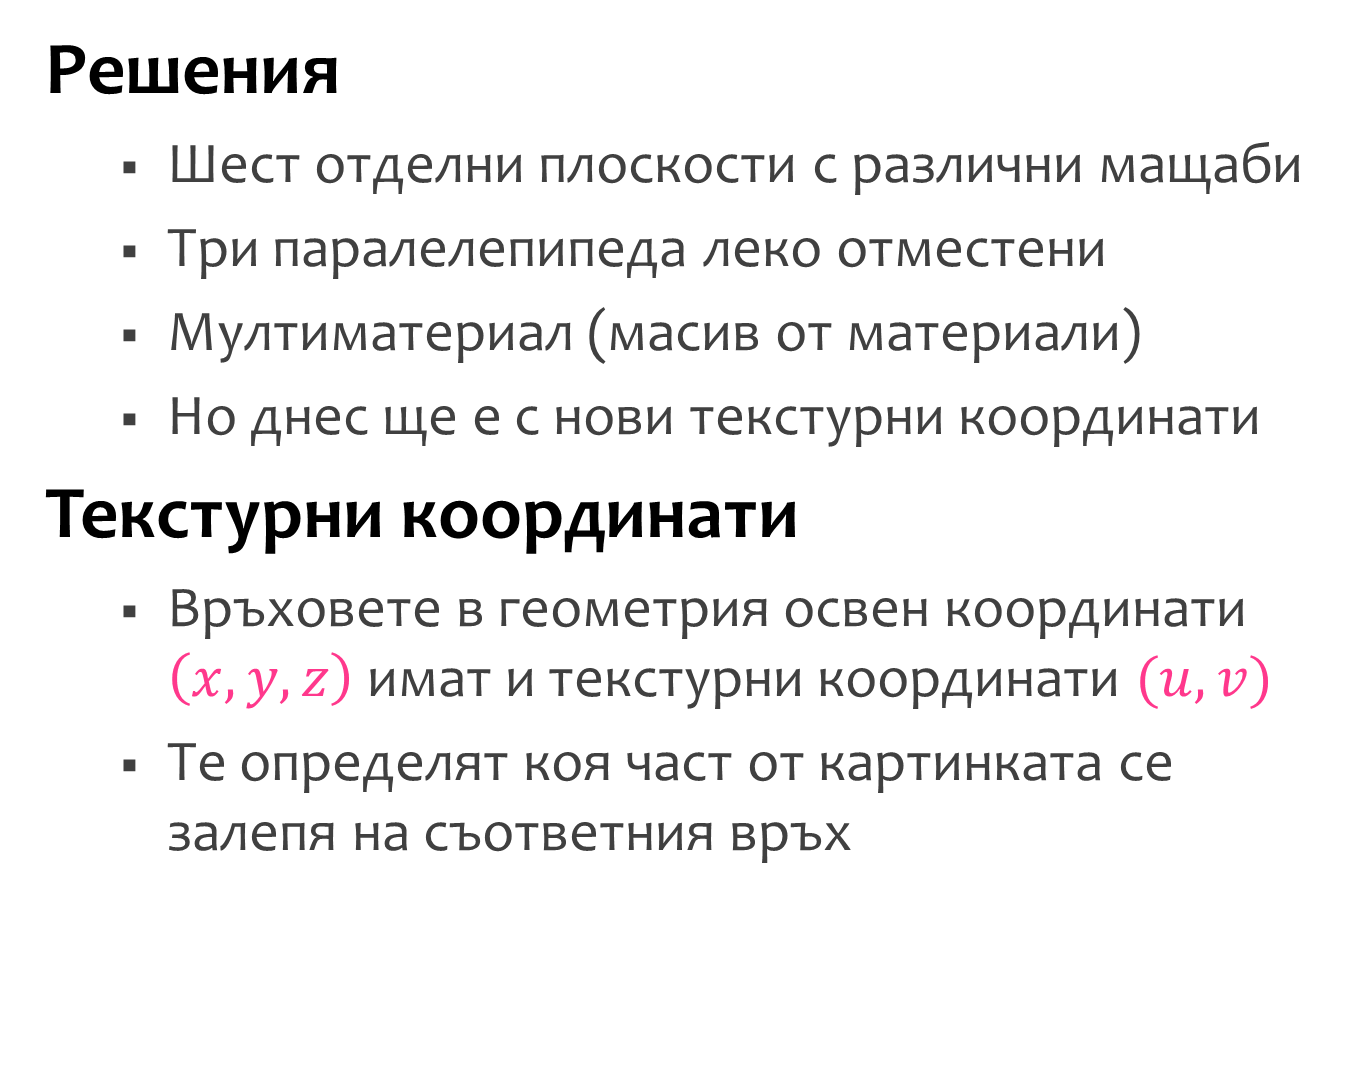 Решения
▪ Шест отделни плоскости с различни мащаби
▪ Три паралелепипеда леко отместени
▪ Мултиматериал (масив от материали)
▪ Но днес ще е с нови текстурни координати
Текстурни координати
▪ Връховете в геометрия освен координати
(x, y, z) имат и текстурни координати (u, v)
▪ Те определят коя част от картинката се
залепя на съответния връх